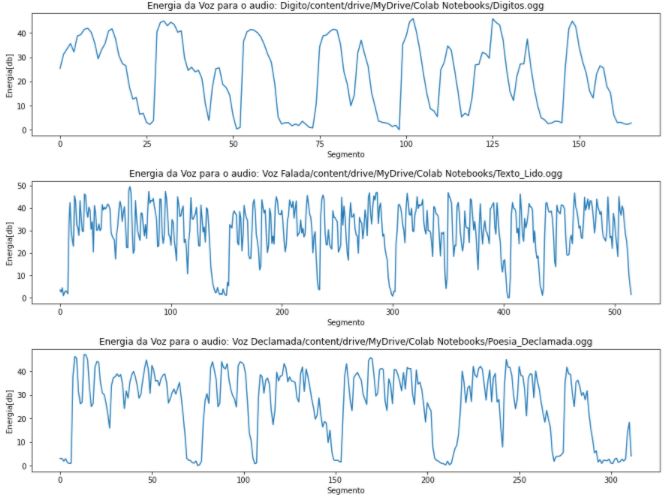 Energia da Voz para o audio: Digito/content/drive/MyDrive/Colab Notebooks/Digitos.ogg
Energia[db]
40
30
20
10
0
0 25 50 75 100 125 150
Segmento
Energia da Voz para o audio: Voz Falada/content/drive/MyDrive/Colab Notebooks/Texto_Lido.ogg
Energia[db]
50
40
30
20
10
0
0 100 200 300 400 500
Segmento
Energia da Voz para o audio: Voz Declamada/content/drive/MyDrive/Colab Notebooks/Poesia_Declamada.ogg
Energia[db]
40
30
20
10
0
0 50 100 150 200 250 300
Segmento